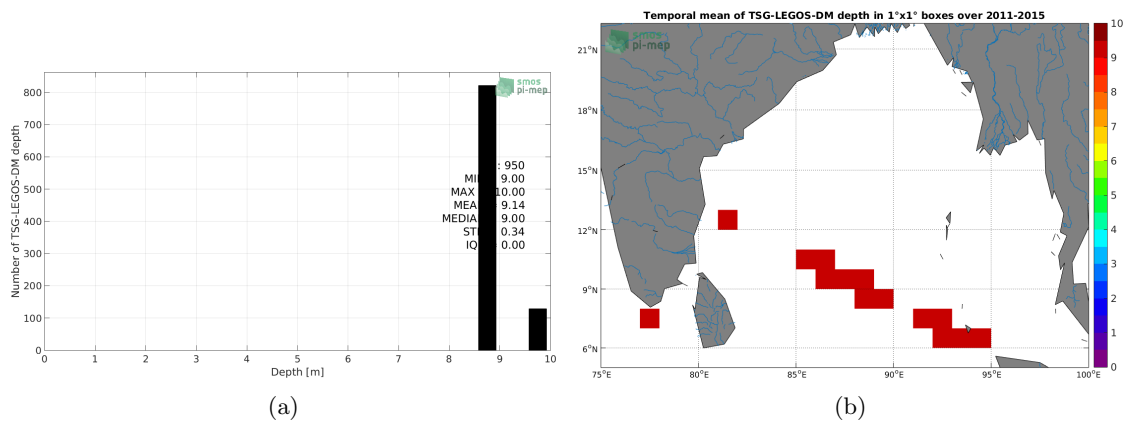 Temporal mean of TSG-LEGOS-DM depth in 1°x1° boxes over 2011-2015
smos
pi-mep
Number of TSG-LEGOS-DM depth
800
700
600
500
400
300
200
100
0
: 950
9.00
MAX 10.00
9.14
MEDIA 9.00
0.34
0.00
0 1 2 3 4 5 6 7 8 9 10
Depth [m]
smos
pi-mep
21°N
18°N
15°N
12°N
9°N
6°N
75°E 80°E 85°E 90°E 95°E 100°E
10
9
8
7
6
5
4
3
2
1
0
(a) (b)